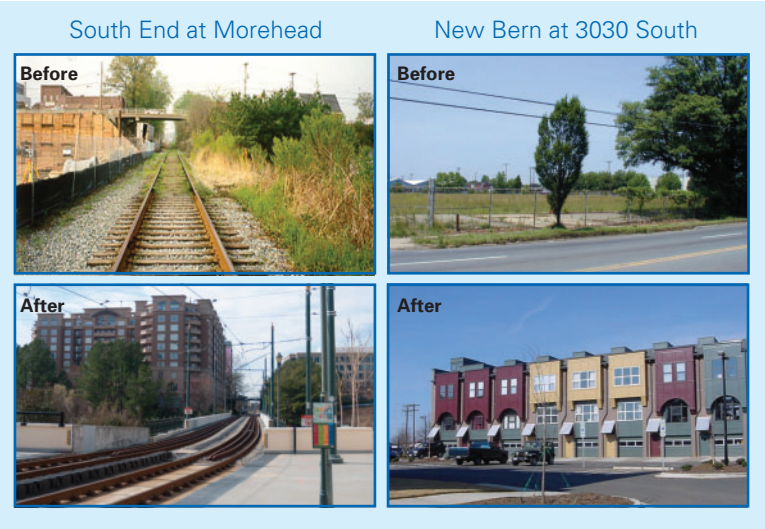 South End at Morehead
New Bern at 3030 South
Before
Before
After
After